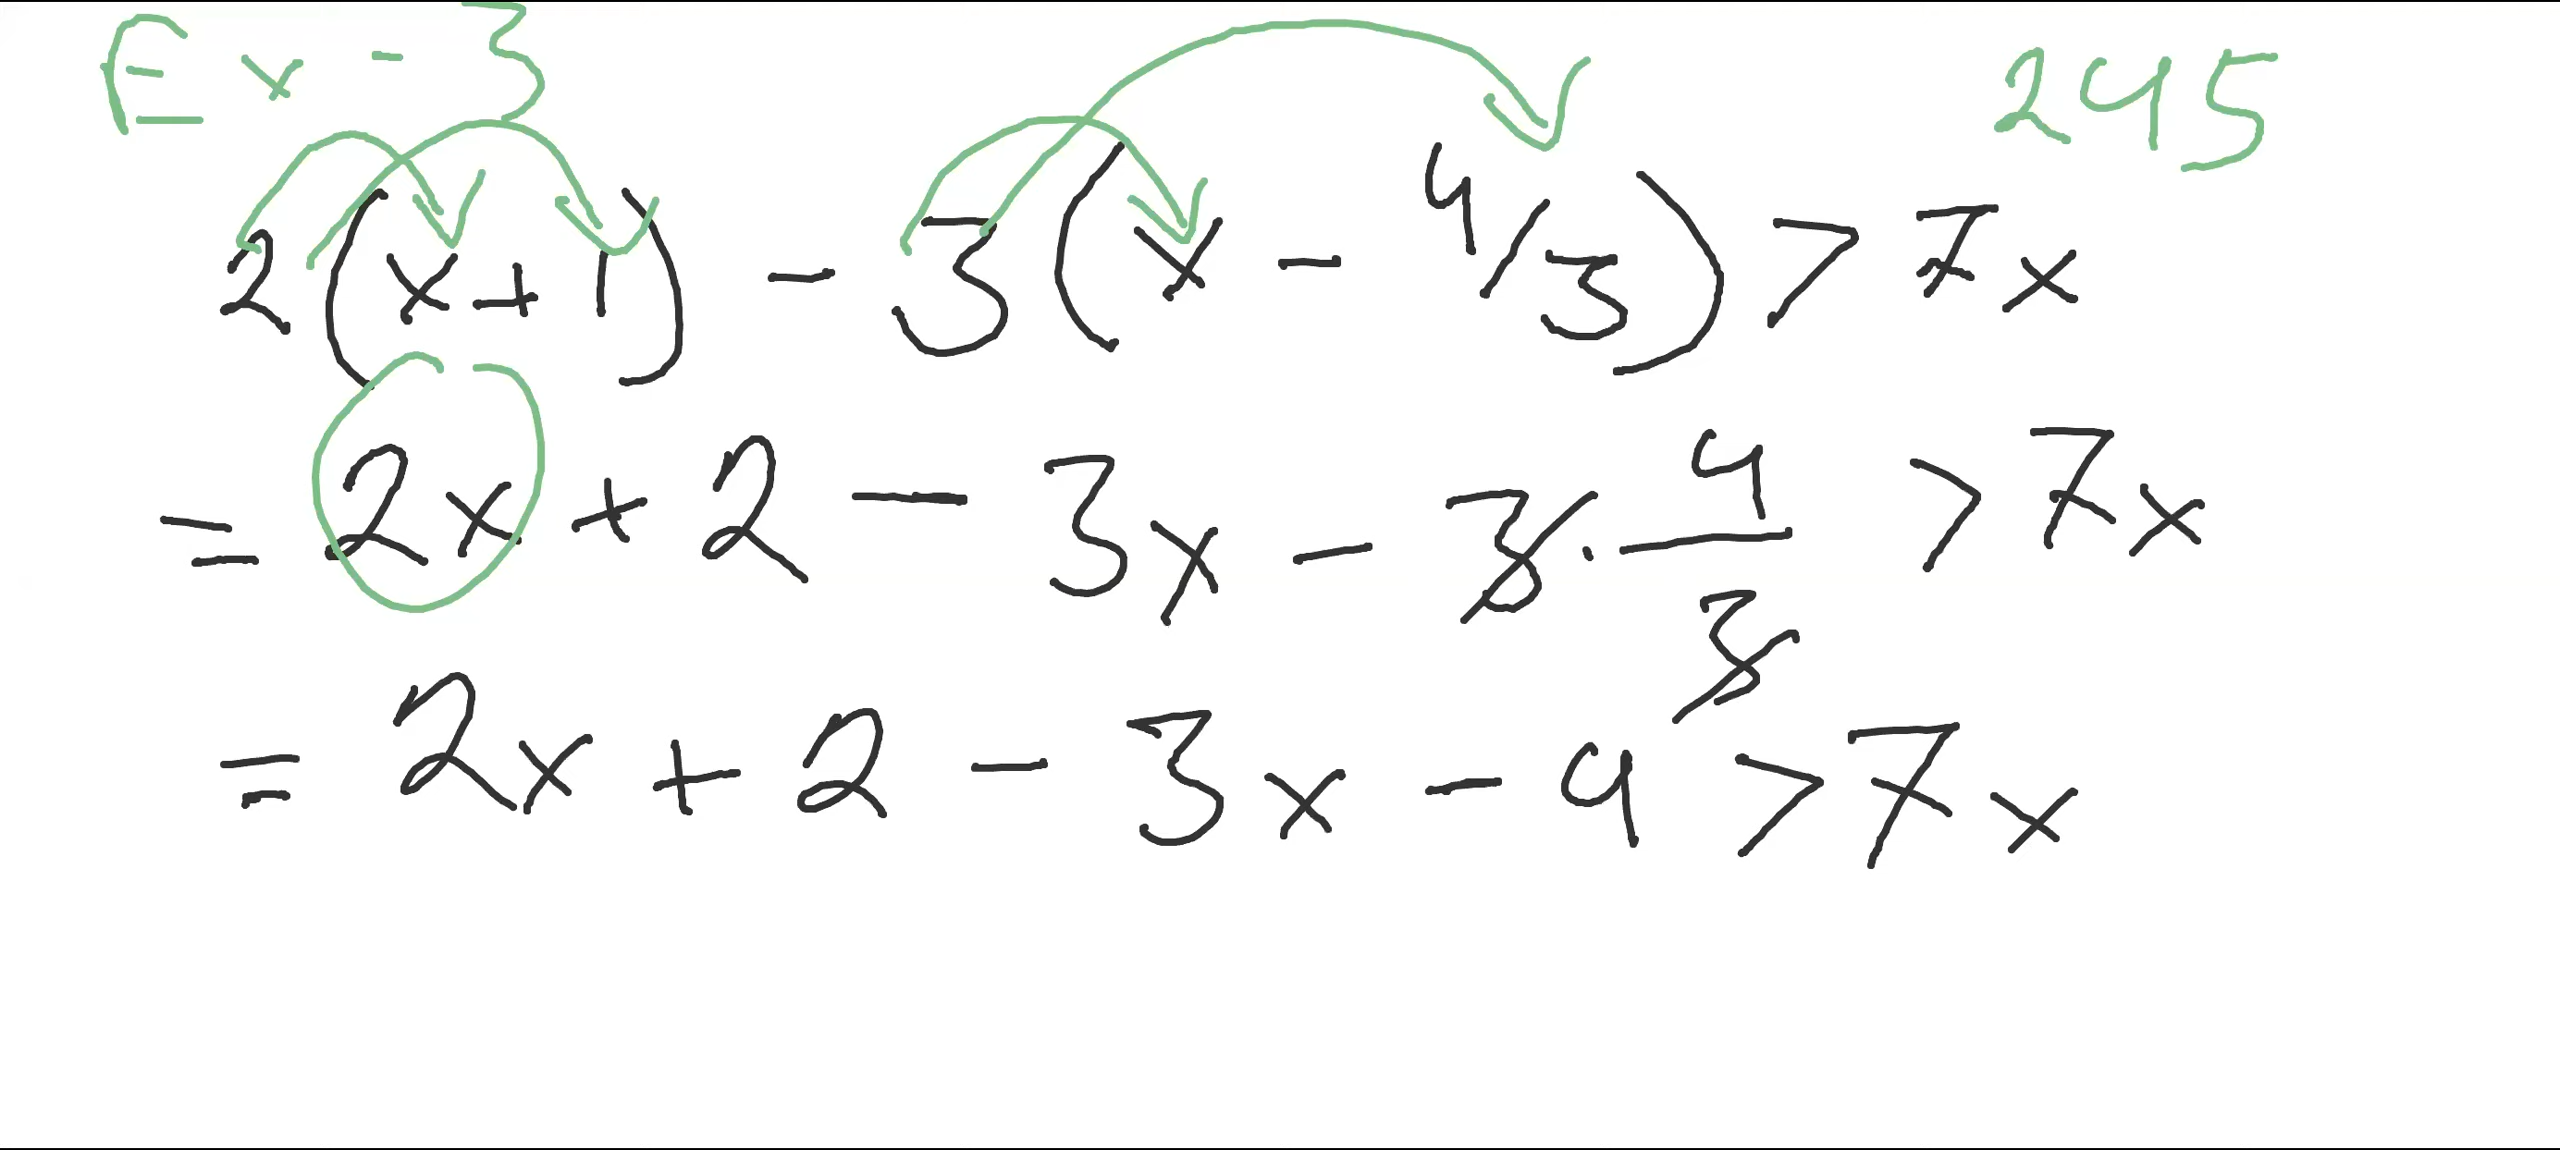 Ex - 3
245
2(x+1) - 3(x - 4/3) > 7x
= 2x + 2 - 3x - 3 · 4/3 > 7x
= 2x + 2 - 3x - 4 > 7x